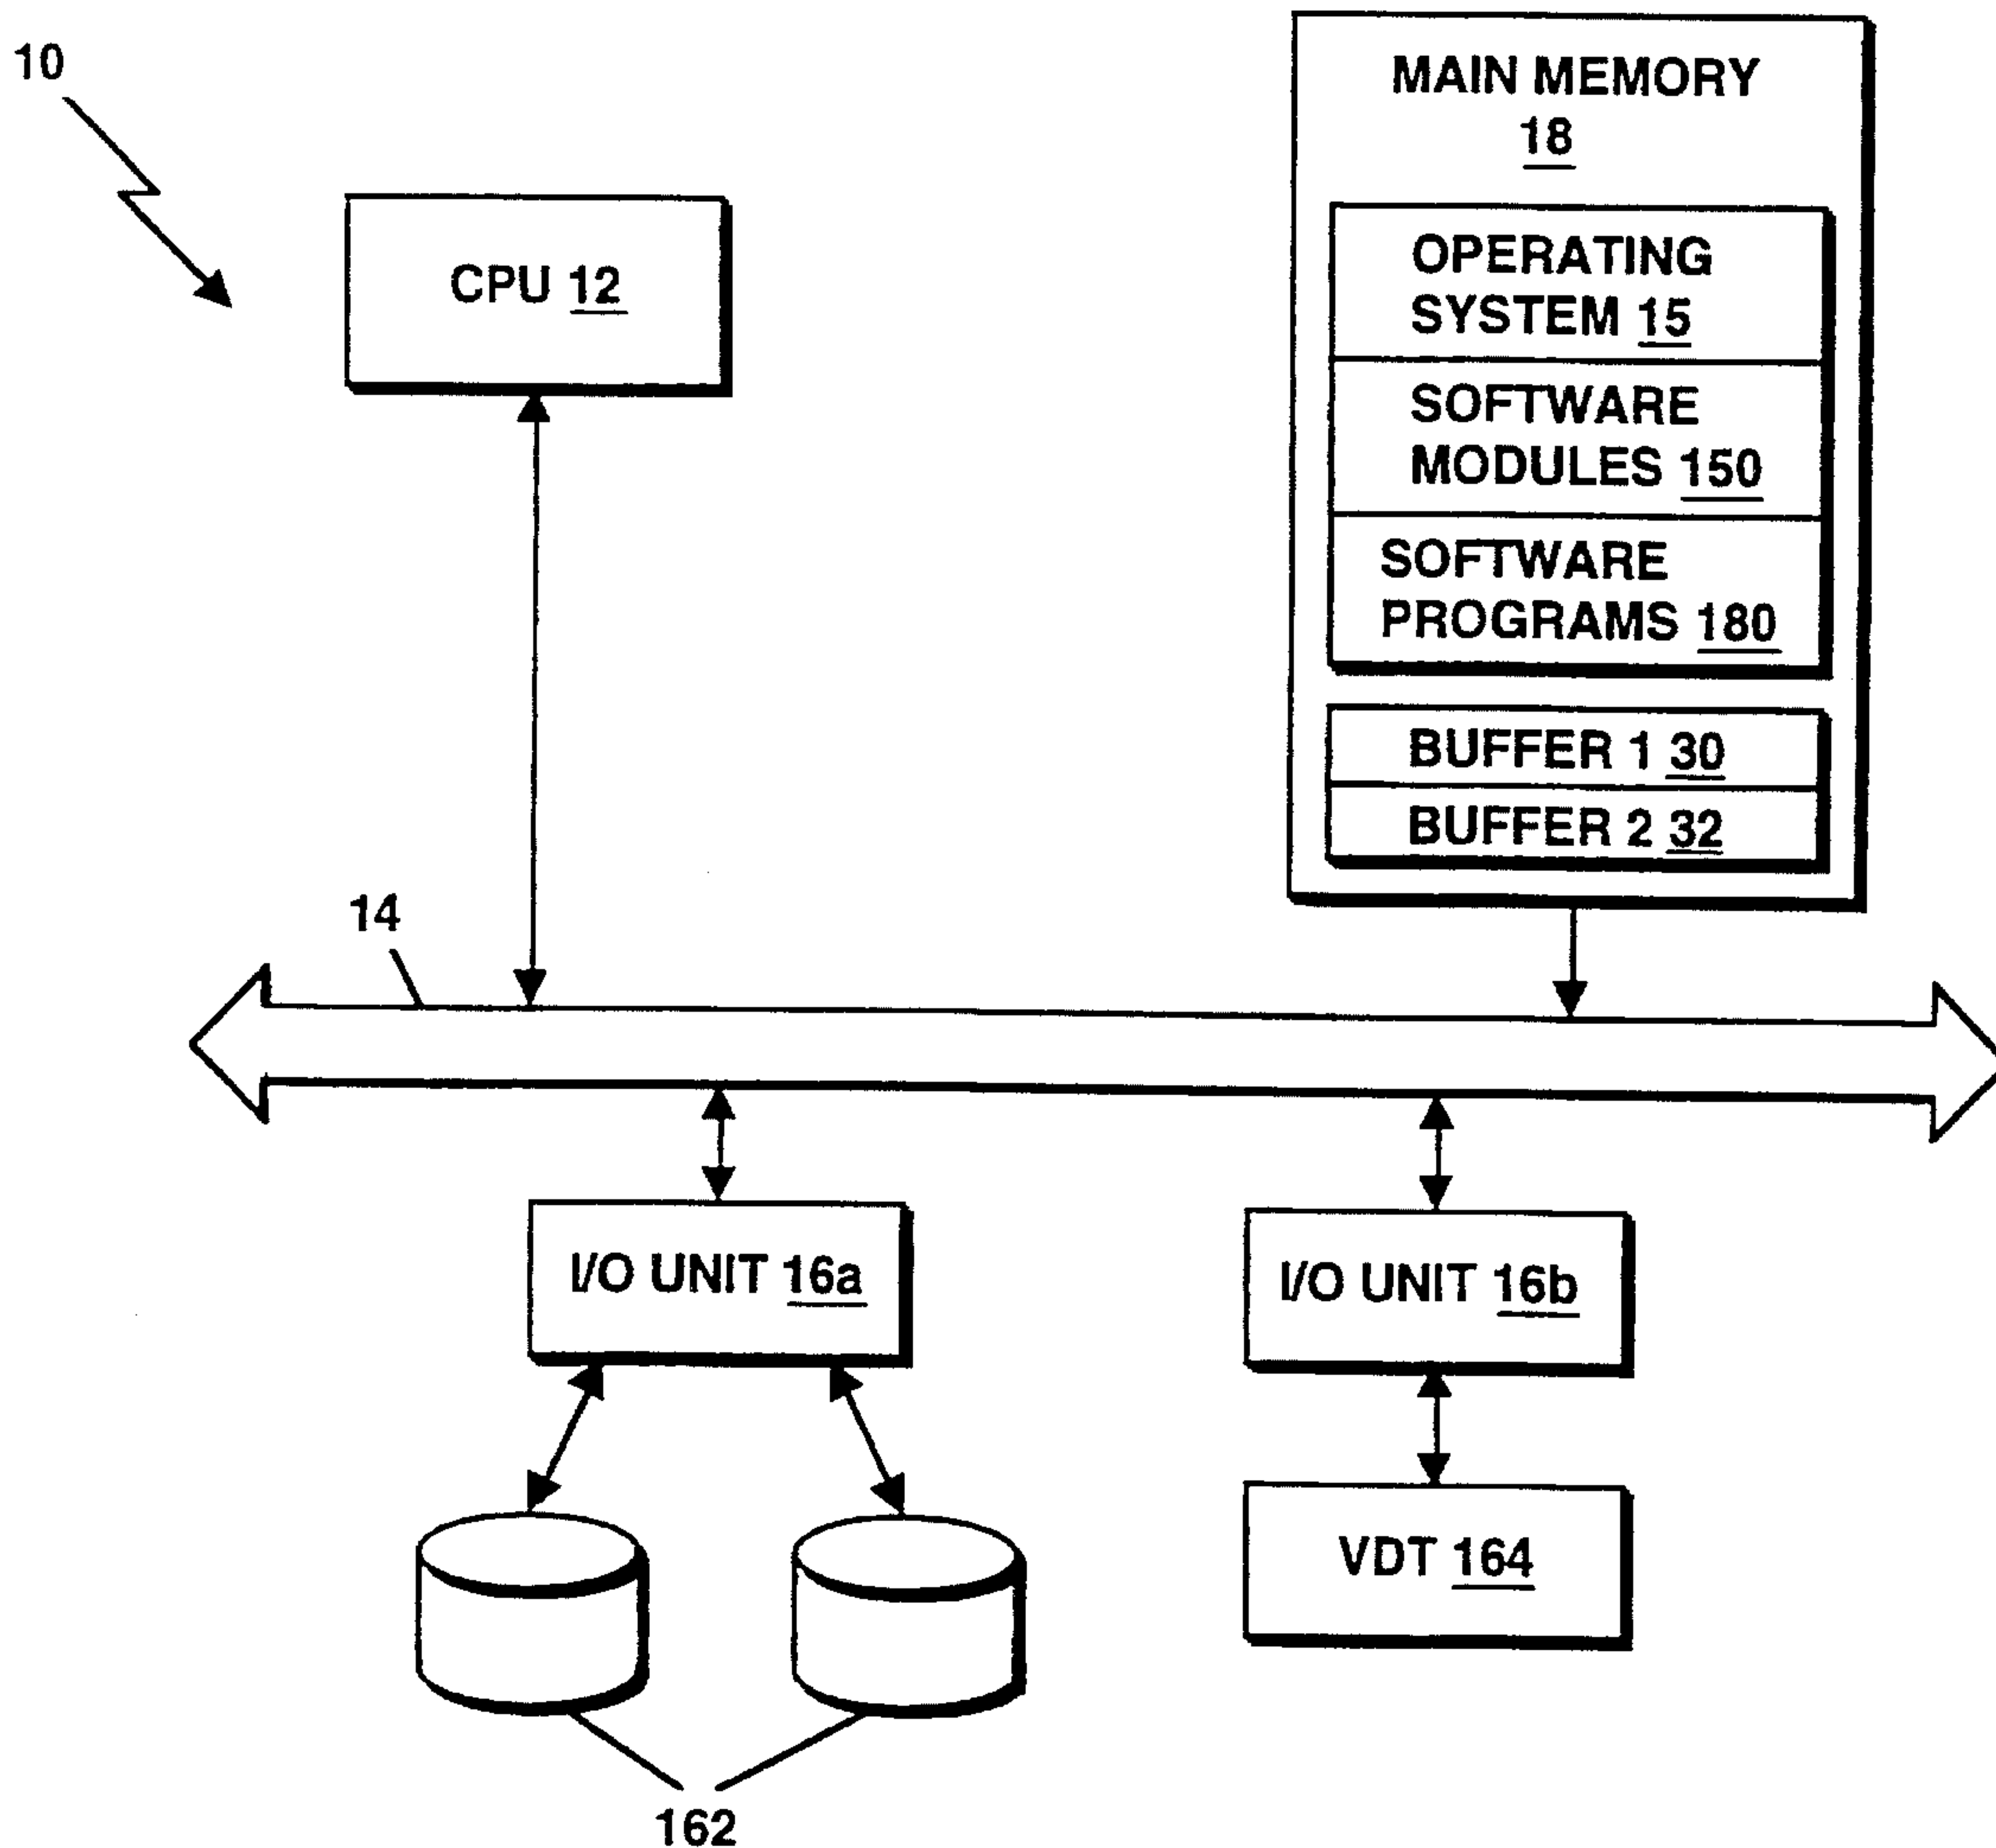 10
MAIN MEMORY
18
CPU 12
OPERATING
SYSTEM 15
SOFTWARE
MODULES 150
SOFTWARE
PROGRAMS 180
BUFFER 1 30
BUFFER 2 32
14
I/O UNIT 16a
I/O UNIT 16b
VDT 164
162